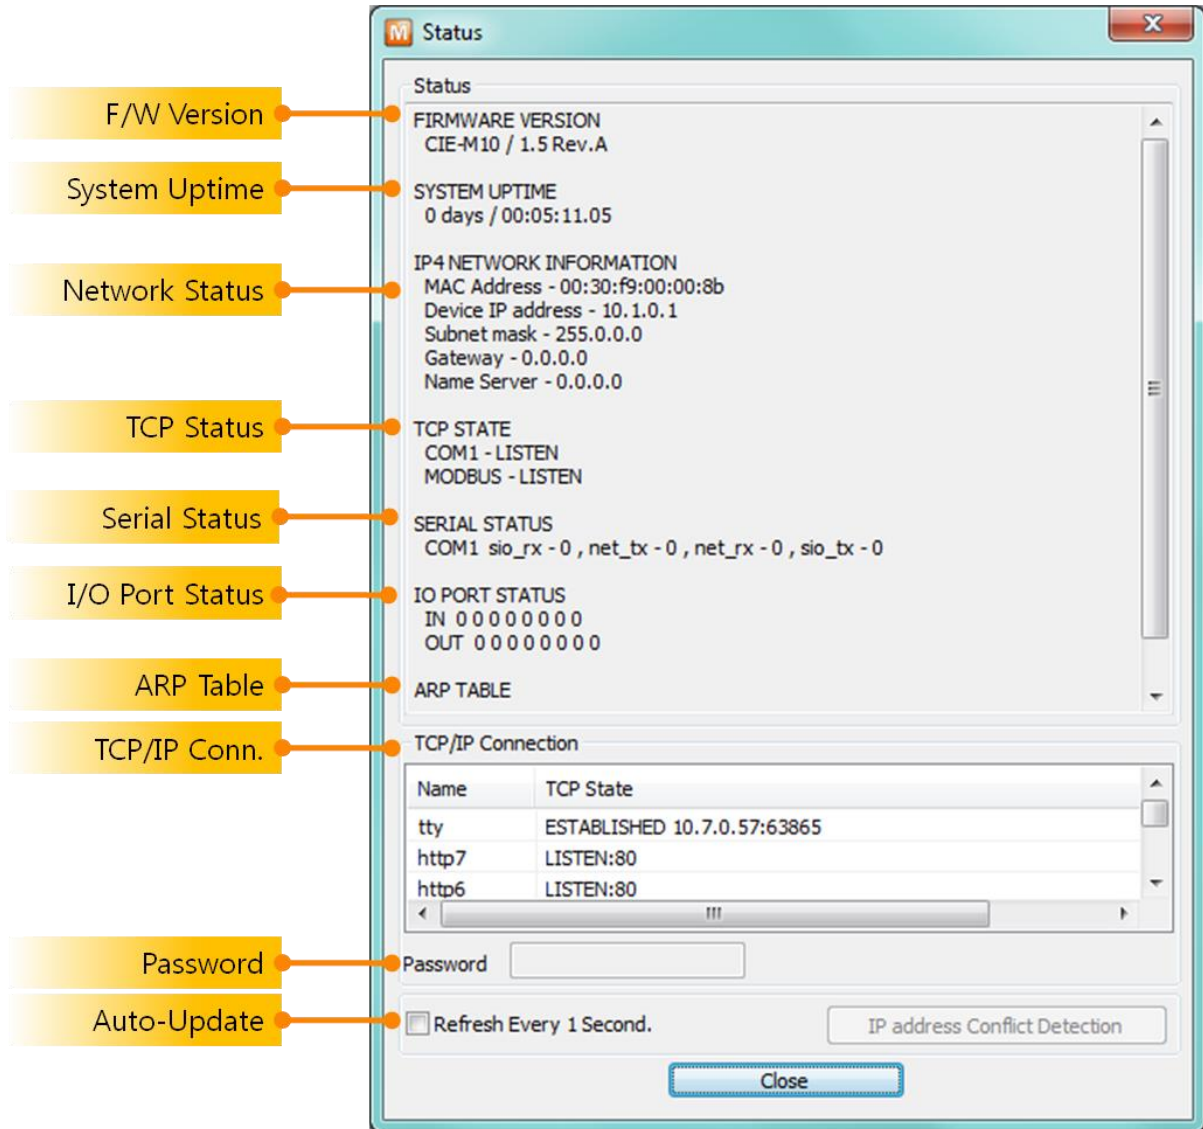 M Status
Status
F/W Version
FIRMWARE VERSION
CIE-M10 / 1.5 Rev.A
System Uptime
SYSTEM UPTIME
0 days / 00:05:11.05
Network Status
IP4 NETWORK INFORMATION
MAC Address - 00:30:f9:00:00:8b
Device IP address - 10.1.0.1
Subnet mask - 255.0.0.0
Gateway - 0.0.0.0
Name Server - 0.0.0.0
TCP Status
TCP STATE
COM1 - LISTEN
MODBUS - LISTEN
Serial Status
SERIAL STATUS
COM1 sio_rx - 0 , net_tx - 0 , net_rx - 0 , sio_tx - 0
I/O Port Status
IO PORT STATUS
IN 0 0 0 0 0 0 0 0
OUT 0 0 0 0 0 0 0 0
ARP Table
ARP TABLE
TCP/IP Conn.
TCP/IP Connection
Name TCP State
tty ESTABLISHED 10.7.0.57:63865
http7 LISTEN:80
http6 LISTEN:80
Password
Password
Auto-Update
Refresh Every 1 Second.
IP address Conflict Detection
Close